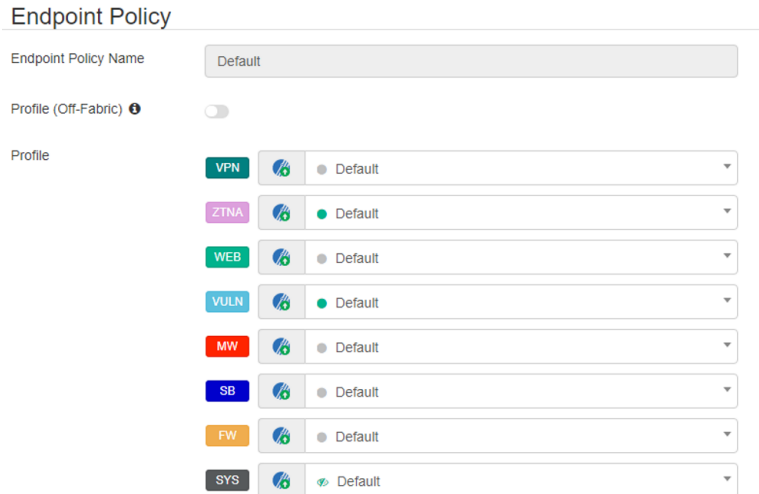 Endpoint Policy
Endpoint Policy Name Default
Profile (Off-Fabric)
Profile
VPN Default
ZTNA Default
WEB Default
VULN Default
MW Default
SB Default
FW Default
SYS Default